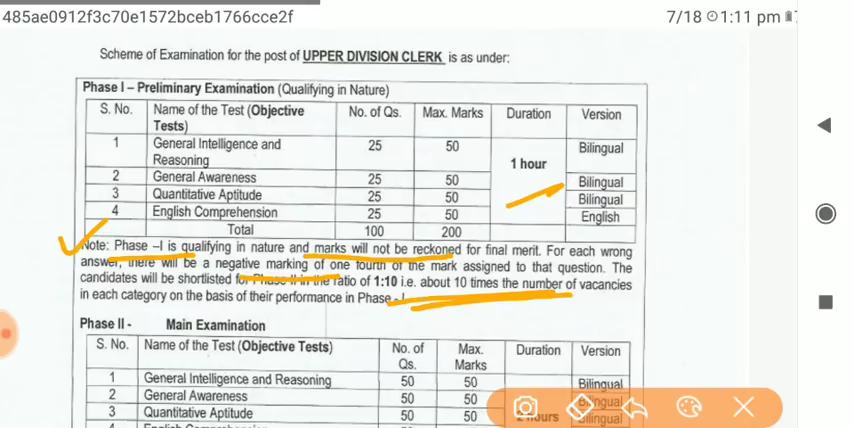 485ae0912f3c70e1572bceb1766cce2f
7/18 1:11 pm
Scheme of Examination for the post of UPPER DIVISION CLERK is as under:
Phase I – Preliminary Examination (Qualifying in Nature)
S. No. Name of the Test (Objective Tests) No. of Qs. Max. Marks Duration Version
1 General Intelligence and Reasoning 25 50 1 hour Bilingual
2 General Awareness 25 50 Bilingual
3 Quantitative Aptitude 25 50 Bilingual
4 English Comprehension 25 50 English
Total 100 200
Note: Phase –I is qualifying in nature and marks will not be reckoned for final merit. For each wrong
answer, there will be a negative marking of one fourth of the mark assigned to that question. The
candidates will be shortlisted for Phase II in the ratio of 1:10 i.e. about 10 times the number of vacancies
in each category on the basis of their performance in Phase - I.
Phase II - Main Examination
S. No. Name of the Test (Objective Tests) No. of Qs. Max. Marks Duration Version
1 General Intelligence and Reasoning 50 50 Bilingual
2 General Awareness 50 50 Bilingual
3 Quantitative Aptitude 50 50 hours Bilingual
4 English Comprehension